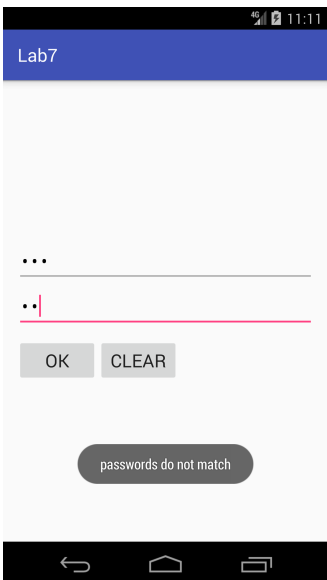 4G 11:11
Lab7
•••
••
OK CLEAR
passwords do not match